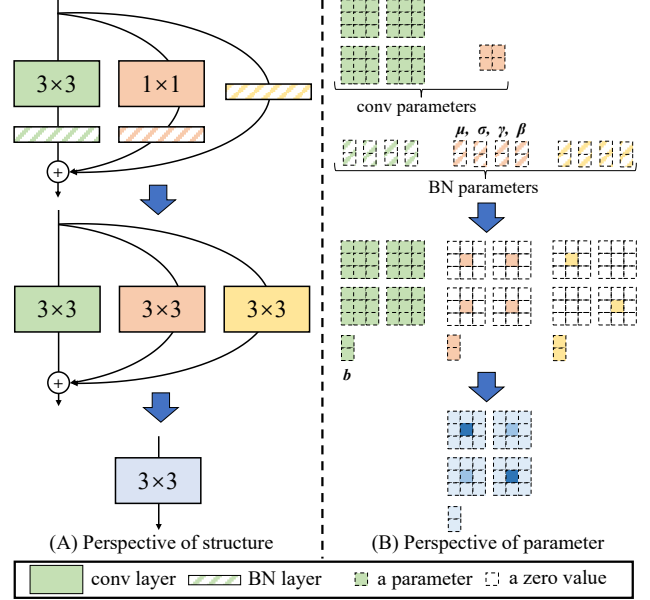 3×3
1×1
conv parameters
μ, σ, γ, β
BN parameters
+
3×3
3×3
3×3
b
+
3×3
(A) Perspective of structure
(B) Perspective of parameter
conv layer
BN layer
a parameter
a zero value